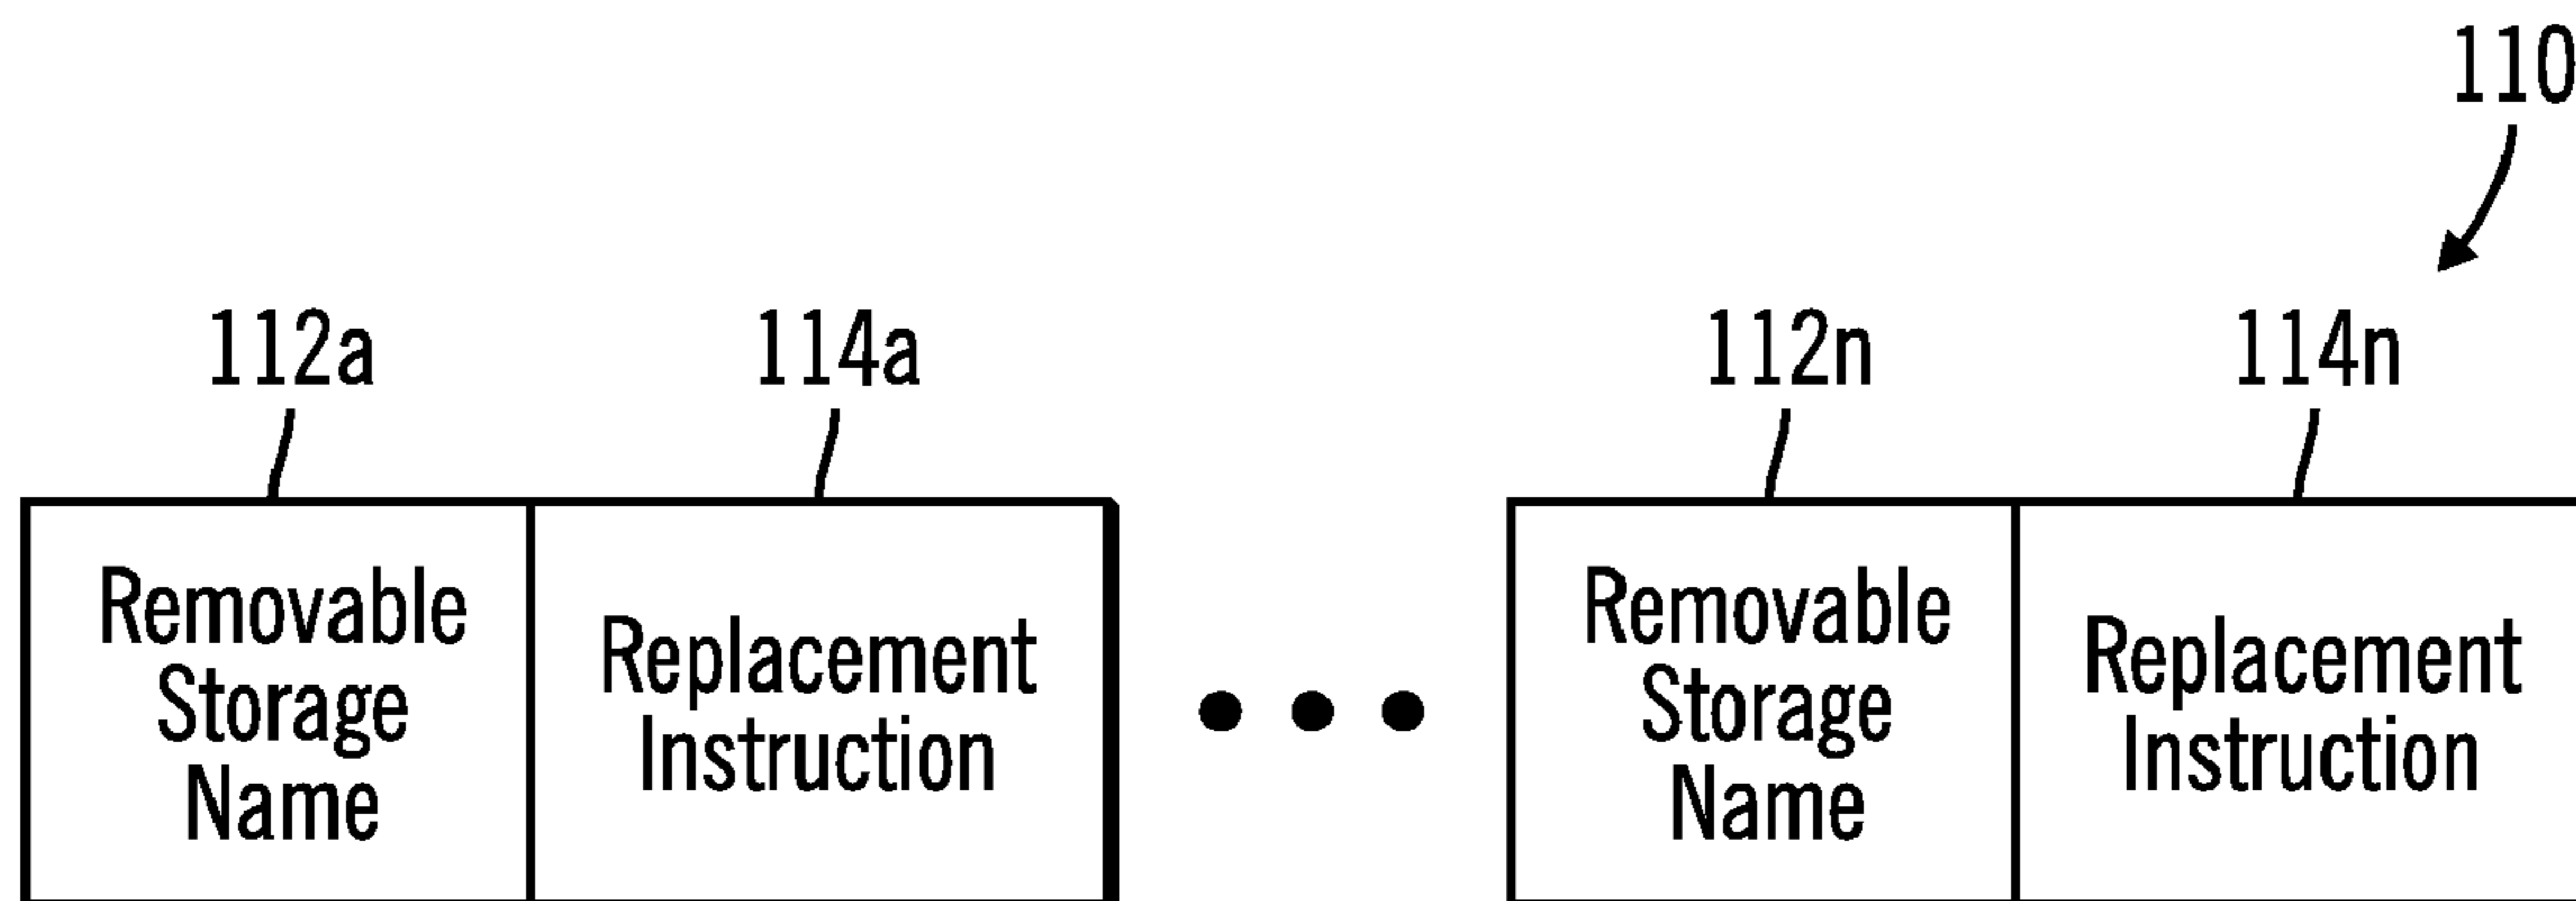 110
112a
114a
112n
114n
Removable
Storage
Name
Replacement
Instruction
Removable
Storage
Name
Replacement
Instruction